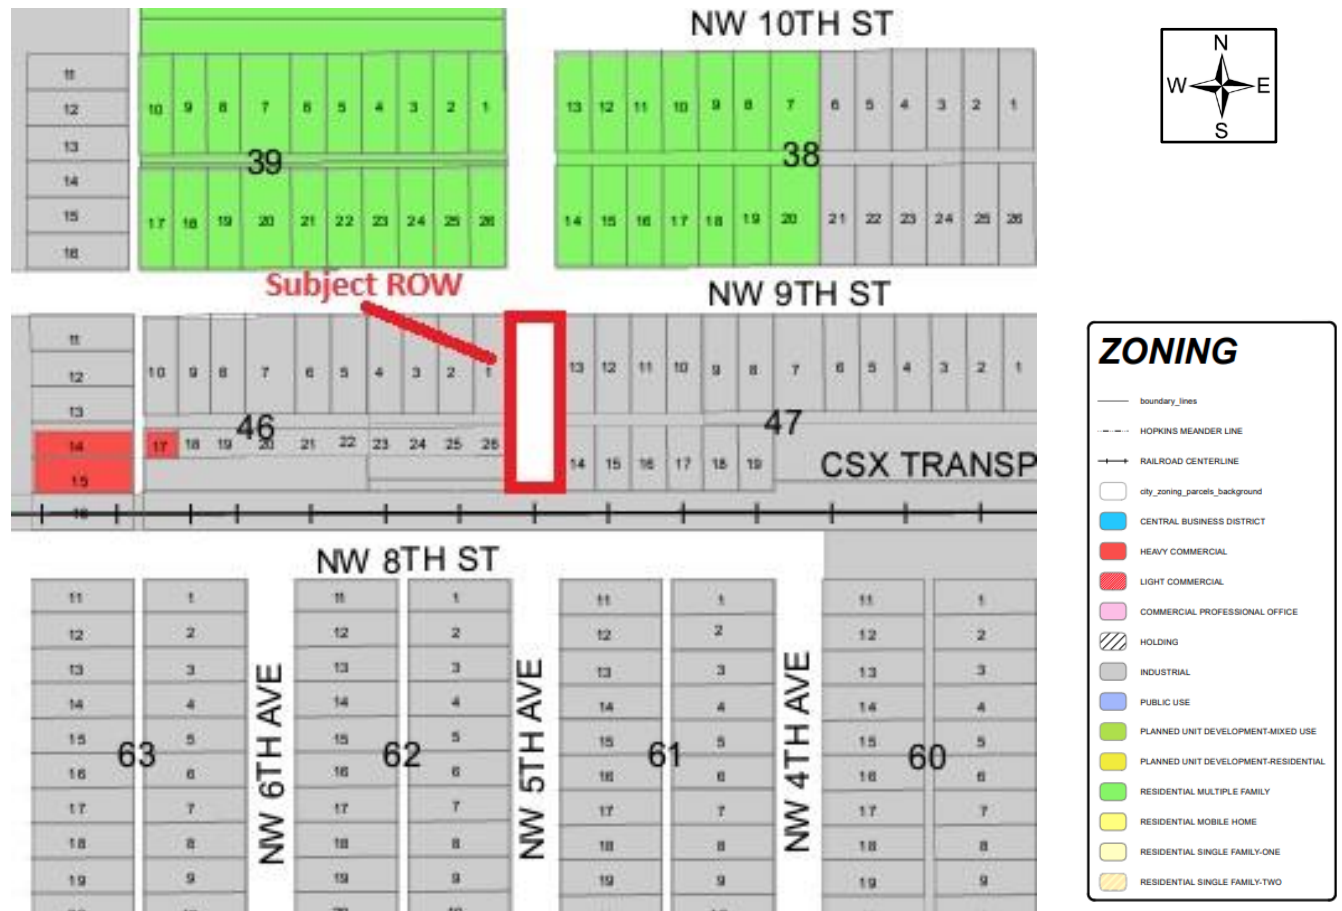 NW 10TH ST
11
12
13
14
15
16
10 9 8 7 6 5 4 3 2 1
39
17 18 19 20 21 22 23 24 25 26
13 12 11 10 9 8 7 6 5 4 3 2 1
38
14 15 16 17 18 19 20 21 22 23 24 25 26
Subject ROW
NW 9TH ST
11
12
13
14
15
16
10 9 8 7 6 5 4 3 2 1
46
17 18 19 20 21 22 23 24 25 26
13 12 11 10 9 8 7 6 5 4 3 2 1
47
14 15 16 17 18 19
CSX TRANSP
NW 8TH ST
11 1
12 2
13 3
14 4
15 5
63
16 6
17 7
18 8
19 9
NW 6TH AVE
11 1
12 2
13 3
14 4
15 5
62
16 6
17 7
18 8
19 9
NW 5TH AVE
11 1
12 2
13 3
14 4
15 5
61
16 6
17 7
18 8
19 9
NW 4TH AVE
11 1
12 2
13 3
14 4
15 5
60
16 6
17 7
18 8
19 9
N
W E
S
ZONING
boundary_lines
HOPKINS MEANDER LINE
RAILROAD CENTERLINE
city_zoning_parcels_background
CENTRAL BUSINESS DISTRICT
HEAVY COMMERCIAL
LIGHT COMMERCIAL
COMMERCIAL PROFESSIONAL OFFICE
HOLDING
INDUSTRIAL
PUBLIC USE
PLANNED UNIT DEVELOPMENT-MIXED USE
PLANNED UNIT DEVELOPMENT-RESIDENTIAL
RESIDENTIAL MULTIPLE FAMILY
RESIDENTIAL MOBILE HOME
RESIDENTIAL SINGLE FAMILY-ONE
RESIDENTIAL SINGLE FAMILY-TWO